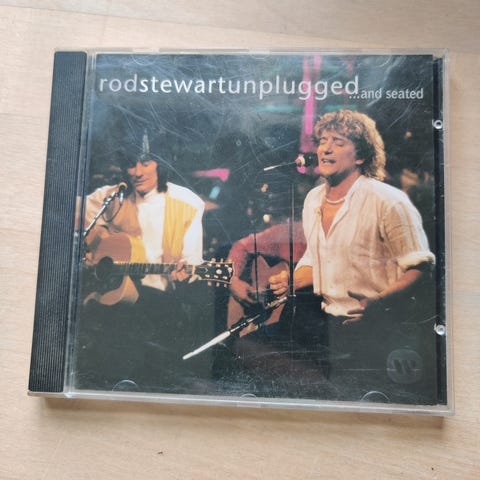 rodstewartunplugged
...and seated